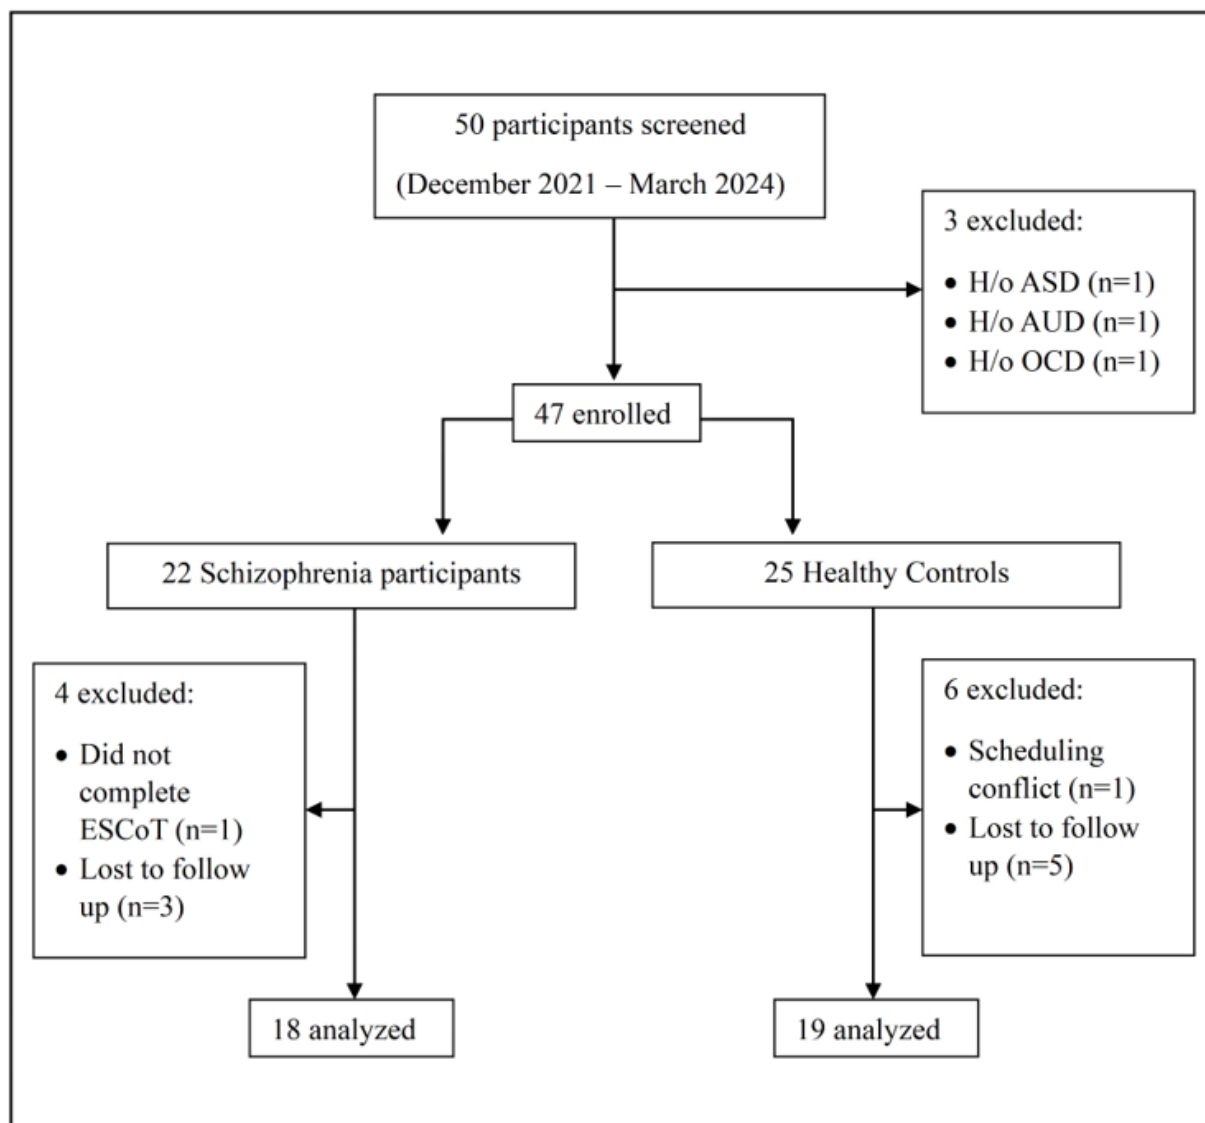 50 participants screened
(December 2021 – March 2024)
3 excluded:
• H/o ASD (n=1)
• H/o AUD (n=1)
• H/o OCD (n=1)
47 enrolled
22 Schizophrenia participants
25 Healthy Controls
4 excluded:
• Did not
complete
ESCoT (n=1)
• Lost to follow
up (n=3)
6 excluded:
• Scheduling
conflict (n=1)
• Lost to follow
up (n=5)
18 analyzed
19 analyzed